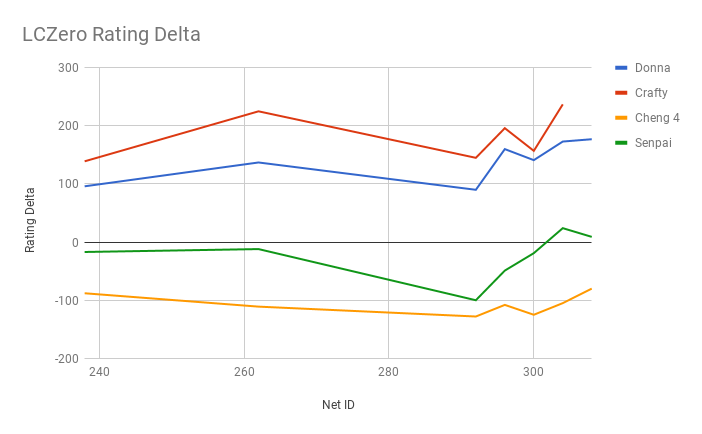 LCZero Rating Delta
300
200
100
0
-100
-200
Rating Delta
240
260
280
300
Net ID
Donna
Crafty
Cheng 4
Senpai